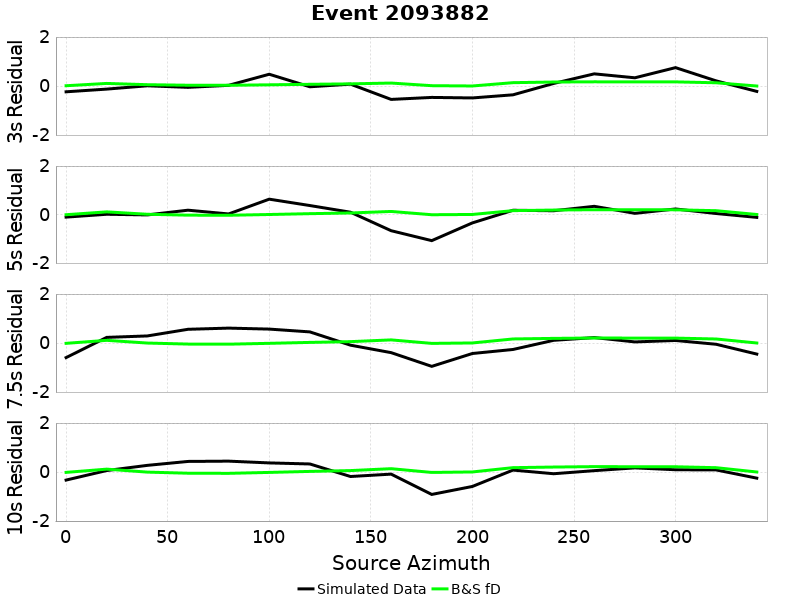 Event 2093882
3s Residual
2
0
-2
5s Residual
2
0
-2
7.5s Residual
2
0
-2
10s Residual
2
0
-2
0 50 100 150 200 250 300
Source Azimuth
Simulated Data B&S fD